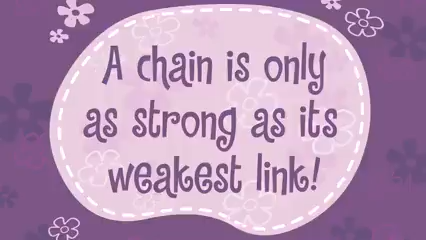 A chain is only
as strong as its
weakest link!